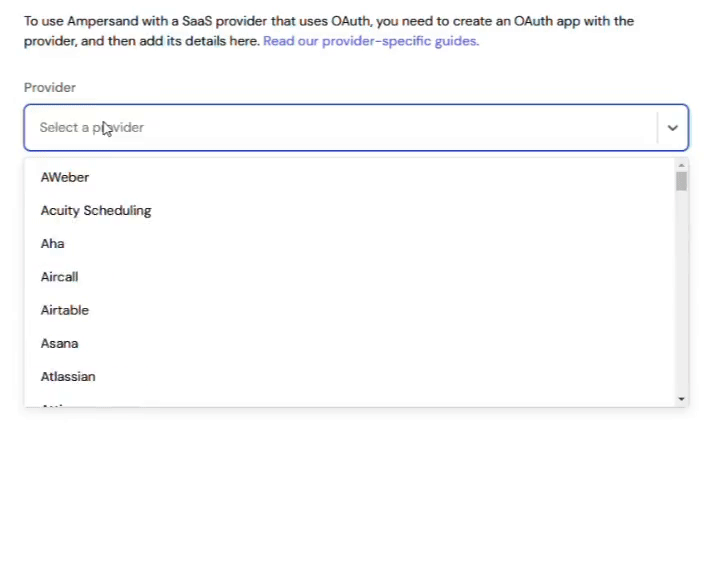 To use Ampersand with a SaaS provider that uses OAuth, you need to create an OAuth app with the
provider, and then add its details here. Read our provider-specific guides.
Provider
Select a provider
AWeber
Acuity Scheduling
Aha
Aircall
Airtable
Asana
Atlassian